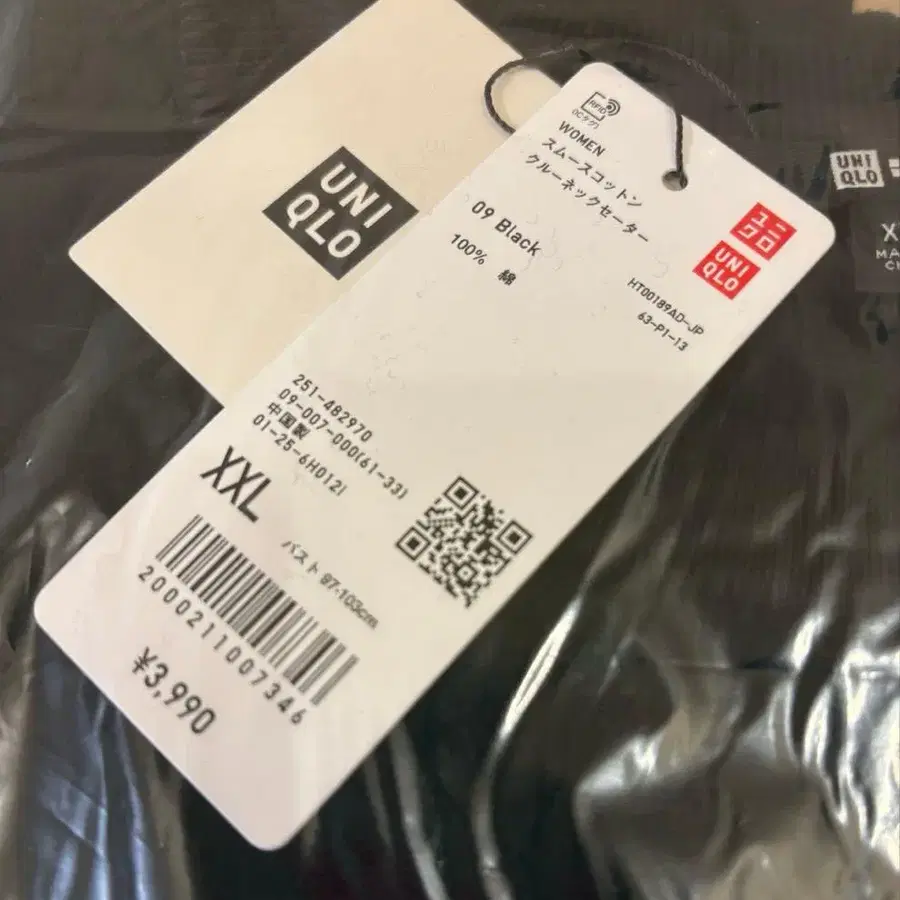 UNI
QLO
RFID
WOMEN
スムースコットン
クルーネックセーター
09 Black
100% 綿
ユニ
クロ
UNI
QLO
HT00189AD-JP
63-P1-13
251-482970
09-007-000(61-33)
中国製
XXL
バスト 97-103cm
2000211007346
¥3,990
UNI
QLO